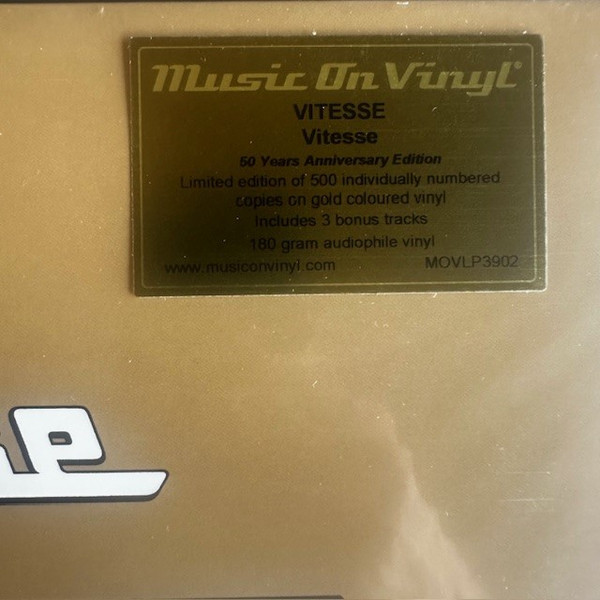 Music On Vinyl®
VITESSE
Vitesse
50 Years Anniversary Edition
Limited edition of 500 individually numbered
copies on gold coloured vinyl
Includes 3 bonus tracks
180 gram audiophile vinyl
www.musiconvinyl.com MOVLP3902
e